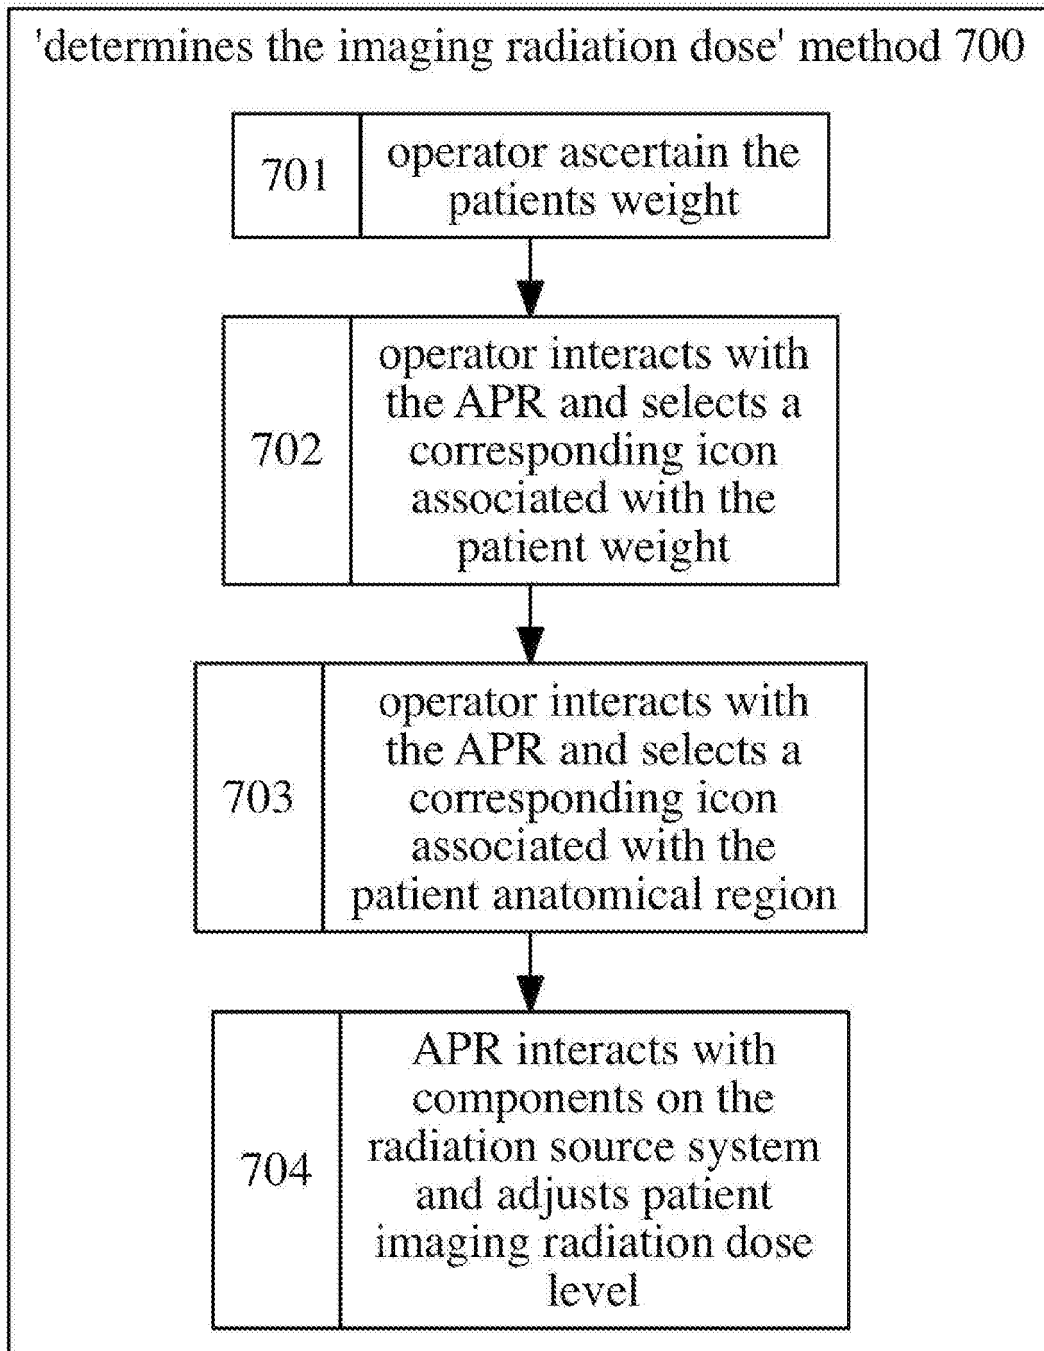 'determines the imaging radiation dose' method 700
701
operator ascertain the
patients weight
702
operator interacts with
the APR and selects a
corresponding icon
associated with the
patient weight
703
operator interacts with
the APR and selects a
corresponding icon
associated with the
patient anatomical region
704
APR interacts with
components on the
radiation source system
and adjusts patient
imaging radiation dose
level